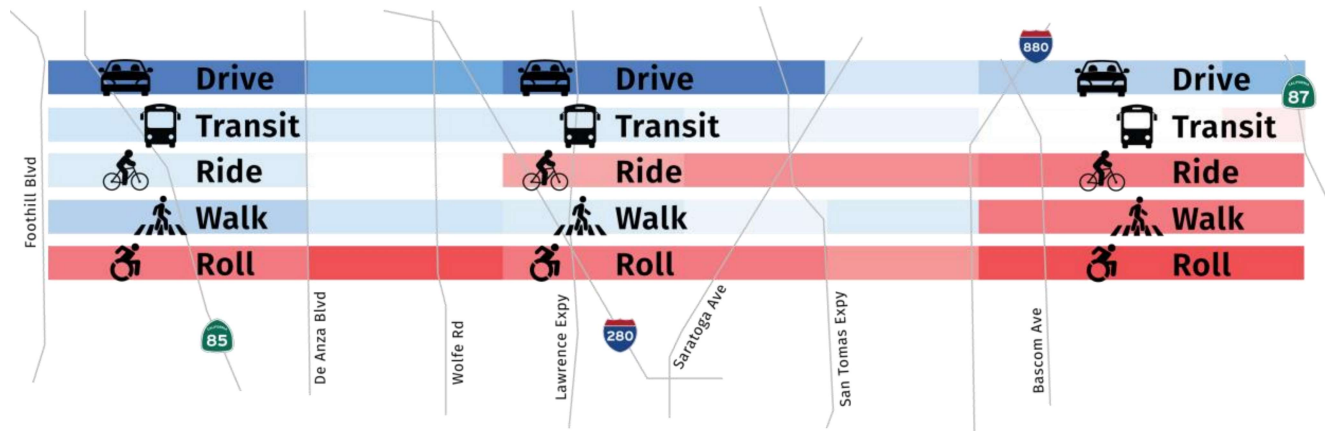 880
Drive
Drive
Drive
87
Transit
Transit
Transit
Ride
Ride
Ride
Walk
Walk
Walk
Roll
Roll
Roll
Foothill Blvd
85
De Anza Blvd
Wolfe Rd
Lawrence Expy
280
Saratoga Ave
San Tomas Expy
Bascom Ave